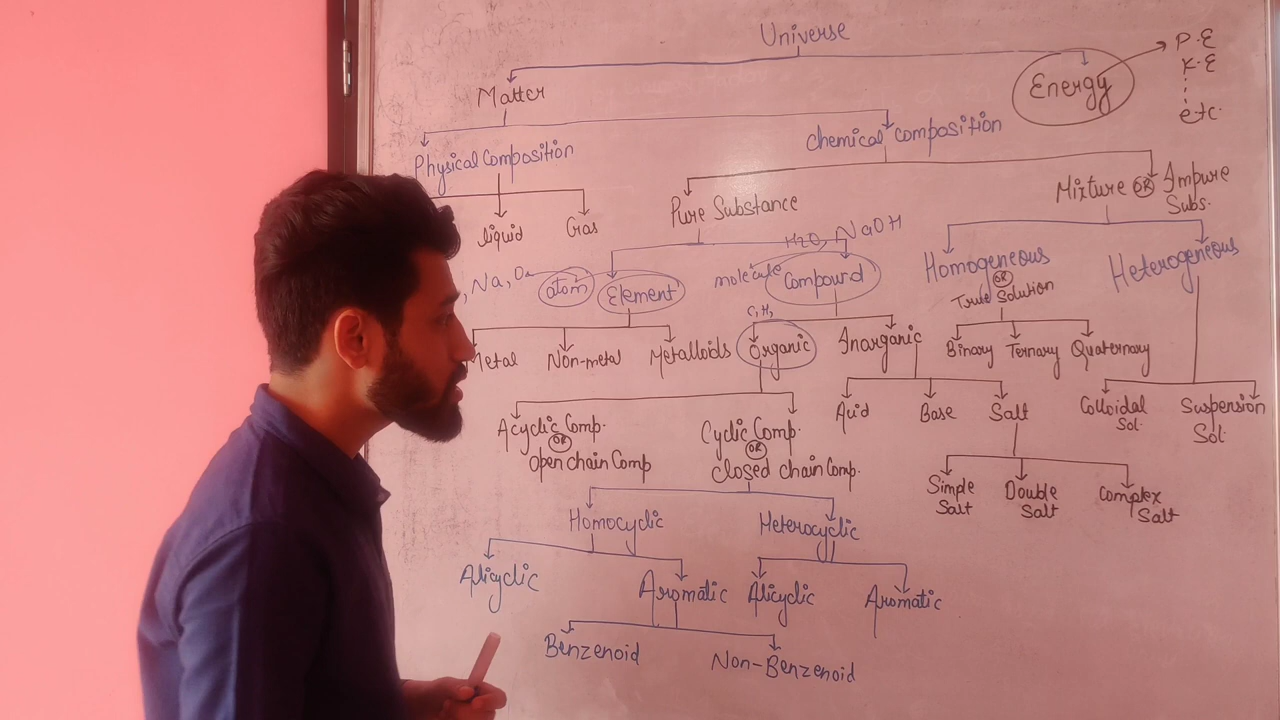 Universe
P.E
K.E
etc.
Energy
Matter
Chemical composition
Physical Composition
Mixture OR Impure
Subs.
Pure Substance
liquid
Gas
H2O, NaOH
Homogeneous
OR
True Solution
Heterogeneous
, Na, O2
atom
Element
molecule
Compound
C, H,
Metal
Non-metal
Metalloids
Organic
Inorganic
Binary
Ternary
Quaternary
Acid
Base
Salt
Colloidal
Sol.
Suspension
Sol.
Acyclic Comp.
OR
open chain Comp
Cyclic Comp.
OR
closed chain Comp.
Simple
Salt
Double
Salt
Complex
Salt
Homocyclic
Heterocyclic
Alicyclic
Aromatic
Alicyclic
Aromatic
Benzenoid
Non-Benzenoid